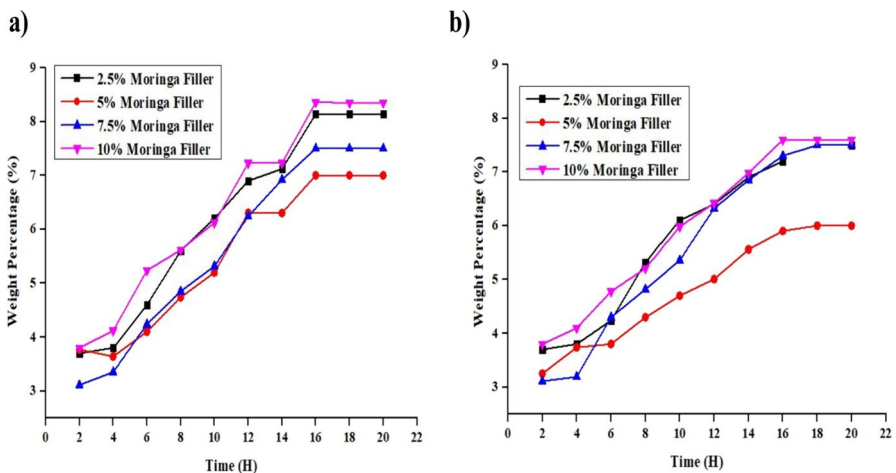 a)
9
8
7
6
5
4
3
Weight Percentage (%)
2.5% Moringa Filler
5% Moringa Filler
7.5% Moringa Filler
10% Moringa Filler
0 2 4 6 8 10 12 14 16 18 20 22
Time (H)
b)
9
8
7
6
5
4
3
Weight Percentage (%)
2.5% Moringa Filler
5% Moringa Filler
7.5% Moringa Filler
10% Moringa Filler
0 2 4 6 8 10 12 14 16 18 20 22
Time (H)